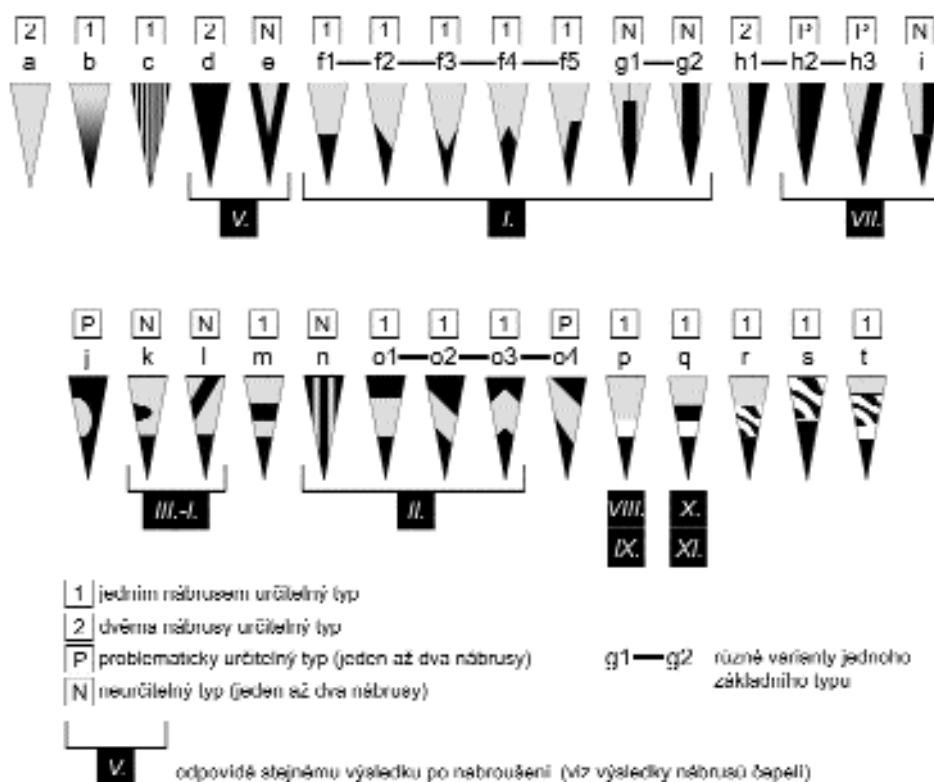 2 1 1 2 N 1 1 1 1 1 N N 2 P P N
a b c d e f1 f2 f3 f4 f5 g1 g2 h1 h2 h3 i
V. I. VII.
P N N 1 N 1 1 1 P 1 1 1 1 1
j k l m n o1 o2 o3 o4 p q r s t
III.-I. II. VIII. X.
IX. XI.
1 jedním nábrusem určitelný typ
2 dvěma nábrusy určitelný typ
P problematicky určitelný typ (jeden až dva nábrusy)
N neurčitelný typ (jeden až dva nábrusy)
g1 g2 různé varianty jednoho
základního typu
V. odpovídá stejnému výsledku po nabroušení (viz výsledky nábrusů čepelí)